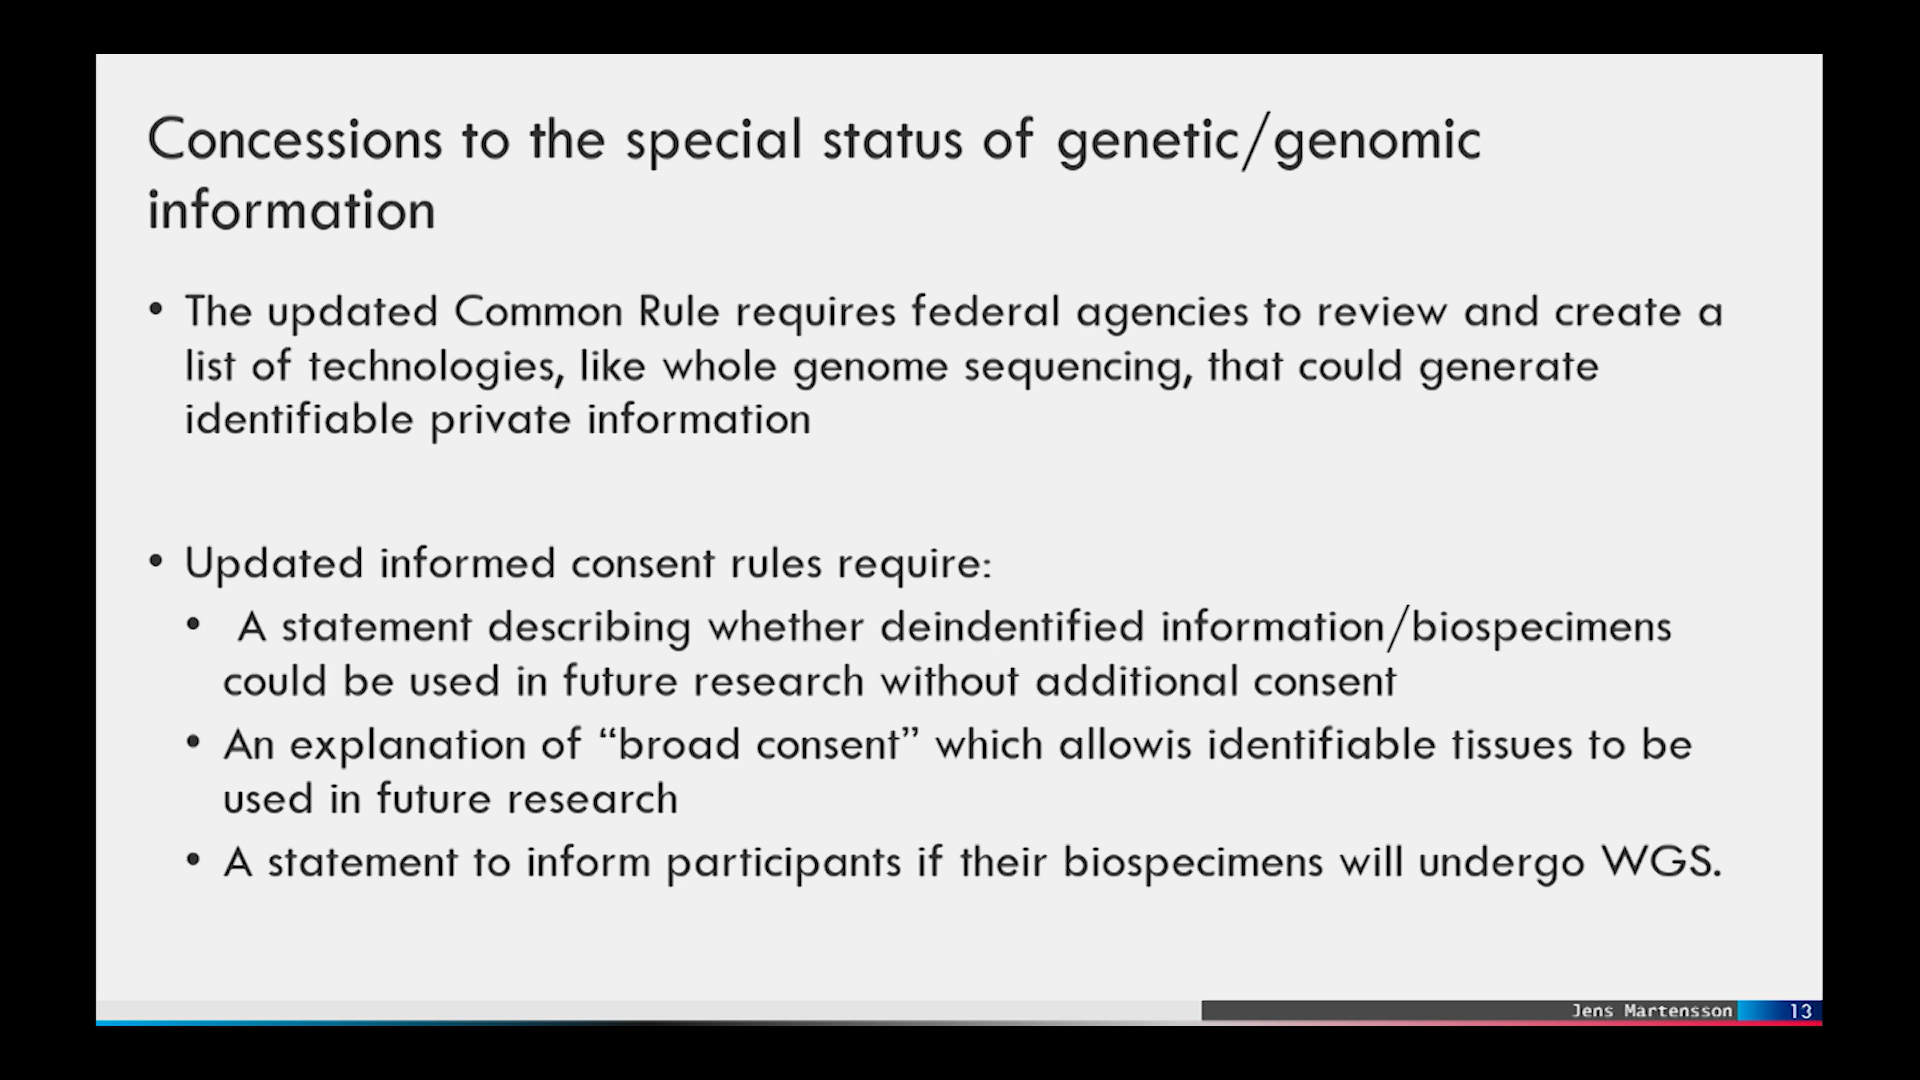 Concessions to the special status of genetic/genomic
information
• The updated Common Rule requires federal agencies to review and create a
list of technologies, like whole genome sequencing, that could generate
identifiable private information
• Updated informed consent rules require:
• A statement describing whether deindentified information/biospecimens
could be used in future research without additional consent
• An explanation of “broad consent” which allowis identifiable tissues to be
used in future research
• A statement to inform participants if their biospecimens will undergo WGS.
Jens Martensson 13